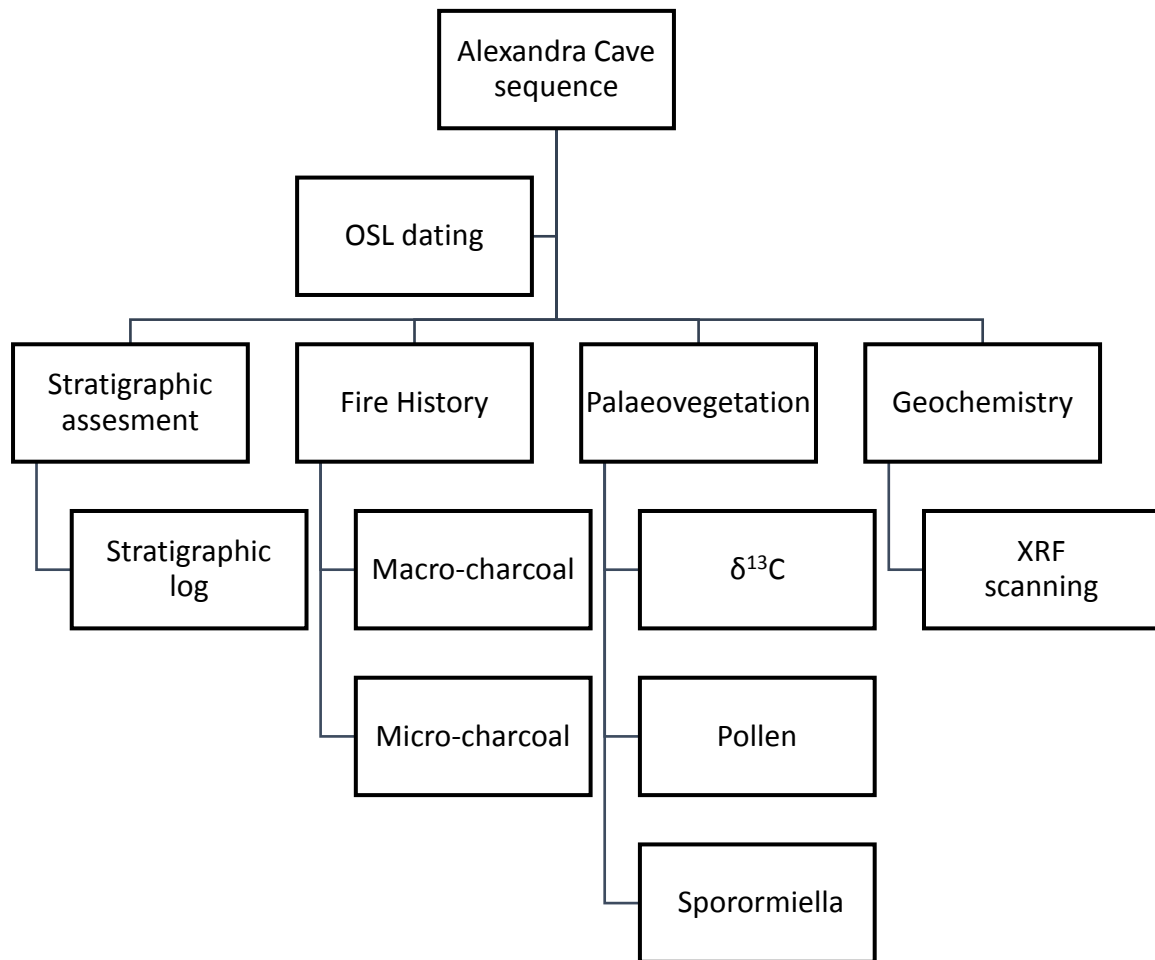 Alexandra Cave
sequence
OSL dating
Stratigraphic
assesment
Fire History
Palaeovegetation
Geochemistry
Stratigraphic
log
Macro-charcoal
δ¹³C
XRF
scanning
Micro-charcoal
Pollen
Sporormiella